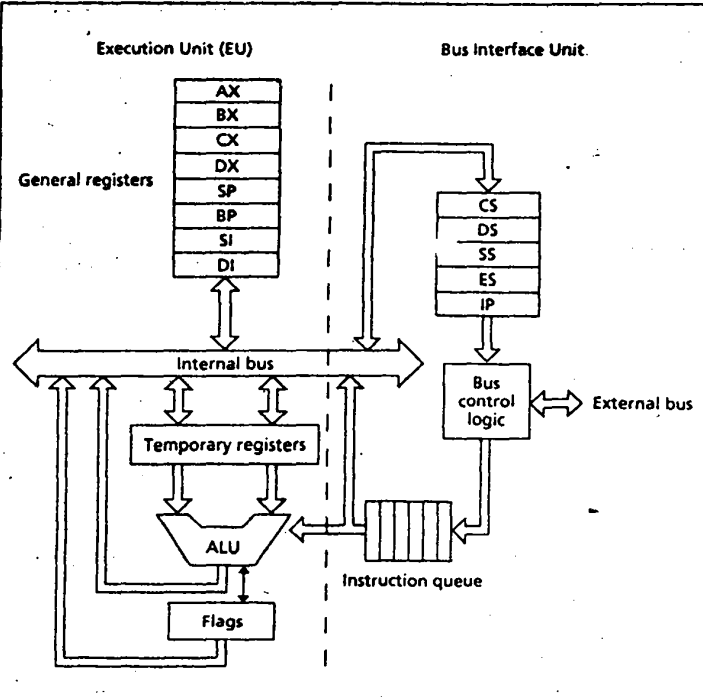 Execution Unit (EU)
Bus Interface Unit
AX
BX
CX
DX
SP
BP
SI
DI
General registers
CS
DS
SS
ES
IP
Internal bus
Bus
control
logic
External bus
Temporary registers
ALU
Instruction queue
Flags